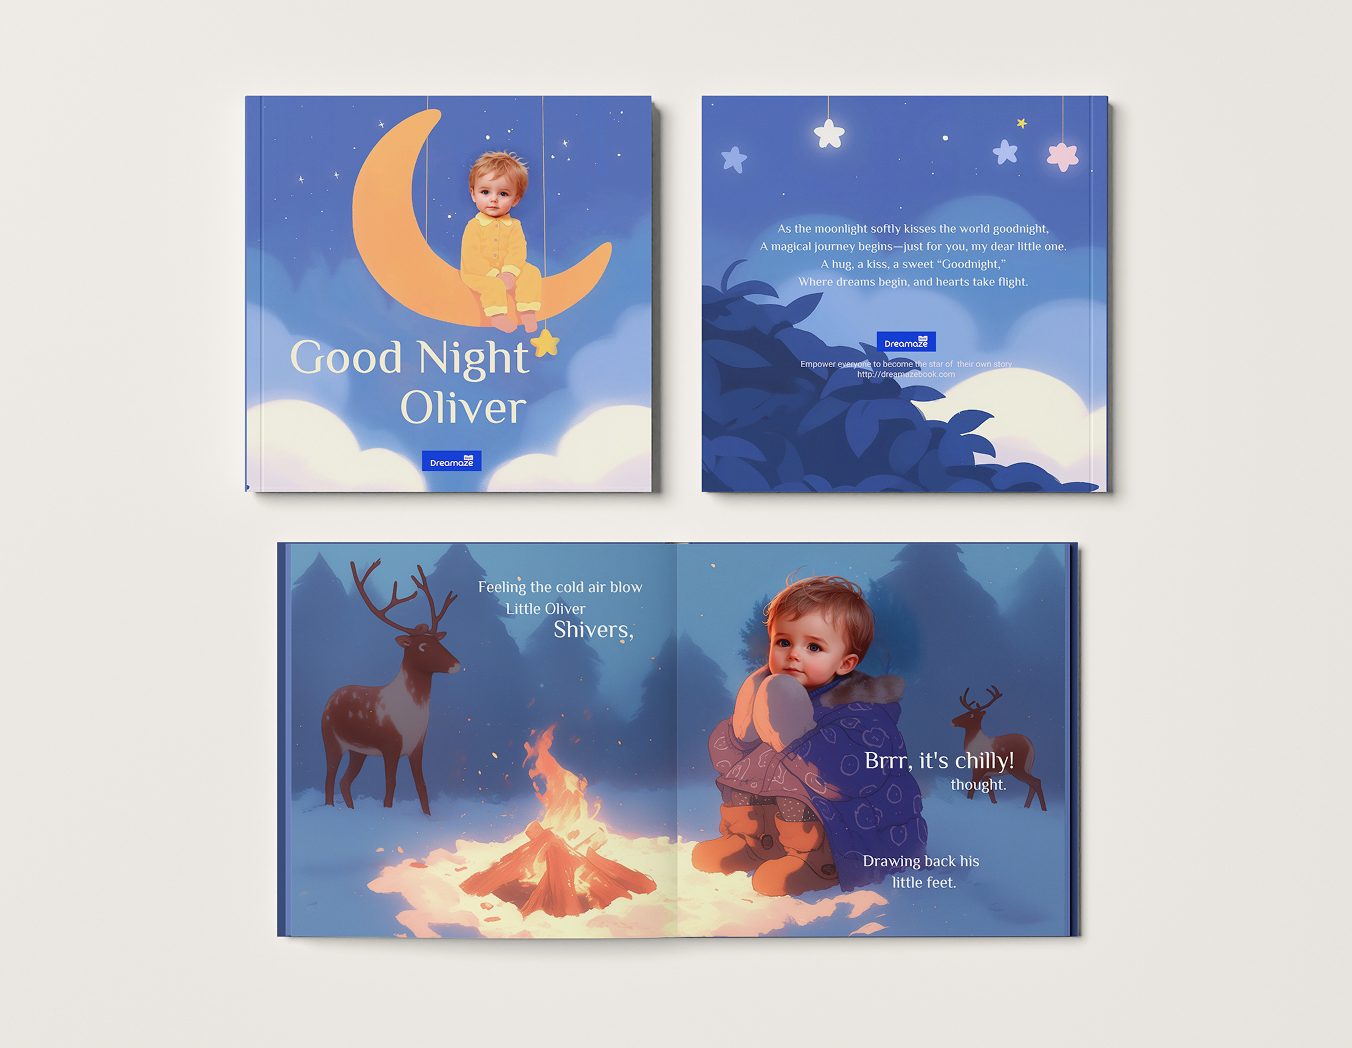 Good Night
Oliver
Dreamaze
As the moonlight softly kisses the world goodnight,
A magical journey begins—just for you, my dear little one.
A hug, a kiss, a sweet “Goodnight,”
Where dreams begin, and hearts take flight.
Dreamaze
Empower everyone to become the star of their own story
http://dreamazebook.com
Feeling the cold air blow
Little Oliver
Shivers,
Brrr, it's chilly!
thought.
Drawing back his
little feet.